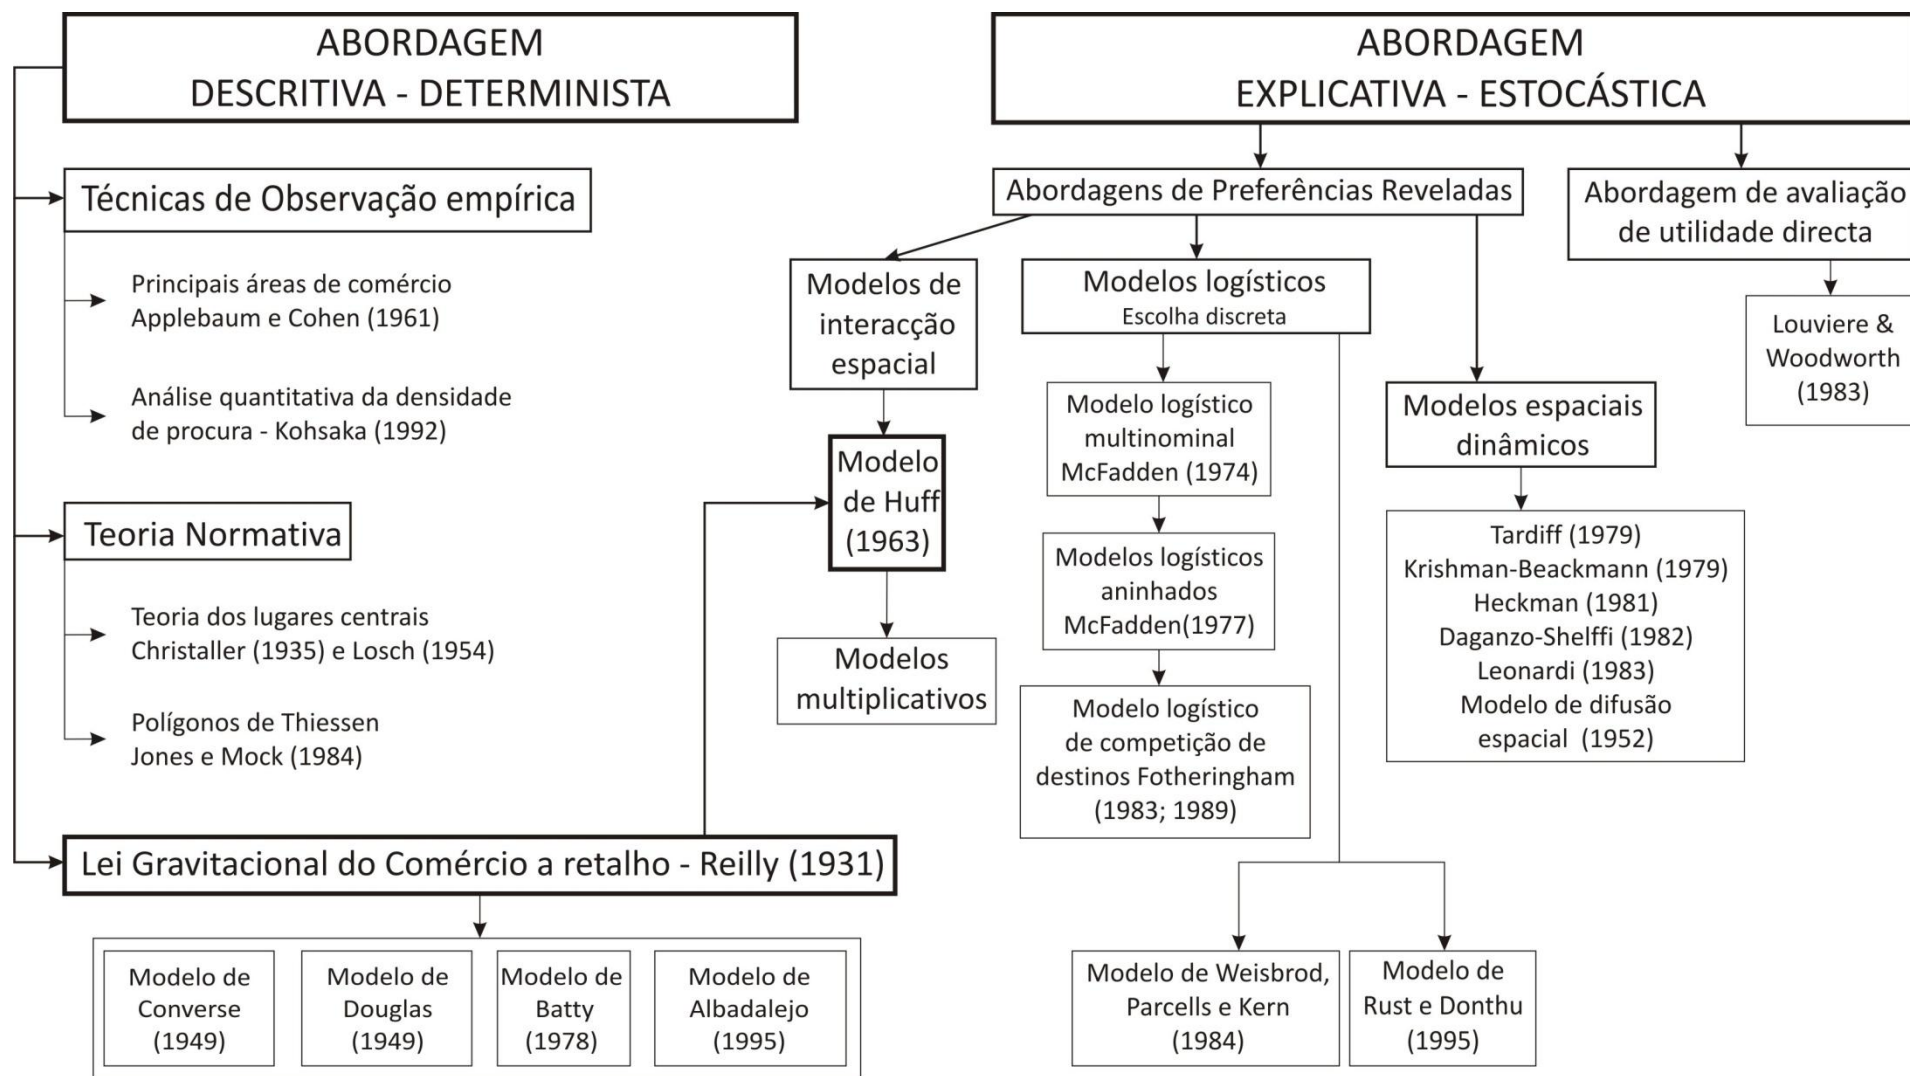 ABORDAGEM
DESCRITIVA - DETERMINISTA
Técnicas de Observação empírica
Principais áreas de comércio
Applebaum e Cohen (1961)
Análise quantitativa da densidade
de procura - Kohsaka (1992)
Teoria Normativa
Teoria dos lugares centrais
Christaller (1935) e Losch (1954)
Polígonos de Thiessen
Jones e Mock (1984)
Lei Gravitacional do Comércio a retalho - Reilly (1931)
Modelo de
Converse
(1949)
Modelo de
Douglas
(1949)
Modelo de
Batty
(1978)
Modelo de
Albadalejo
(1995)
ABORDAGEM
EXPLICATIVA - ESTOCÁSTICA
Abordagens de Preferências Reveladas
Modelos de
interacção
espacial
Modelo
de Huff
(1963)
Modelos
multiplicativos
Modelos logísticos
Escolha discreta
Modelo logístico
multinominal
McFadden (1974)
Modelos logísticos
aninhados
McFadden(1977)
Modelo logístico
de competição de
destinos Fotheringham
(1983; 1989)
Modelo de Weisbrod,
Parcells e Kern
(1984)
Modelo de
Rust e Donthu
(1995)
Modelos espaciais
dinâmicos
Tardiff (1979)
Krishman-Beackmann (1979)
Heckman (1981)
Daganzo-Shelffi (1982)
Leonardi (1983)
Modelo de difusão
espacial (1952)
Abordagem de avaliação
de utilidade directa
Louviere &
Woodworth
(1983)